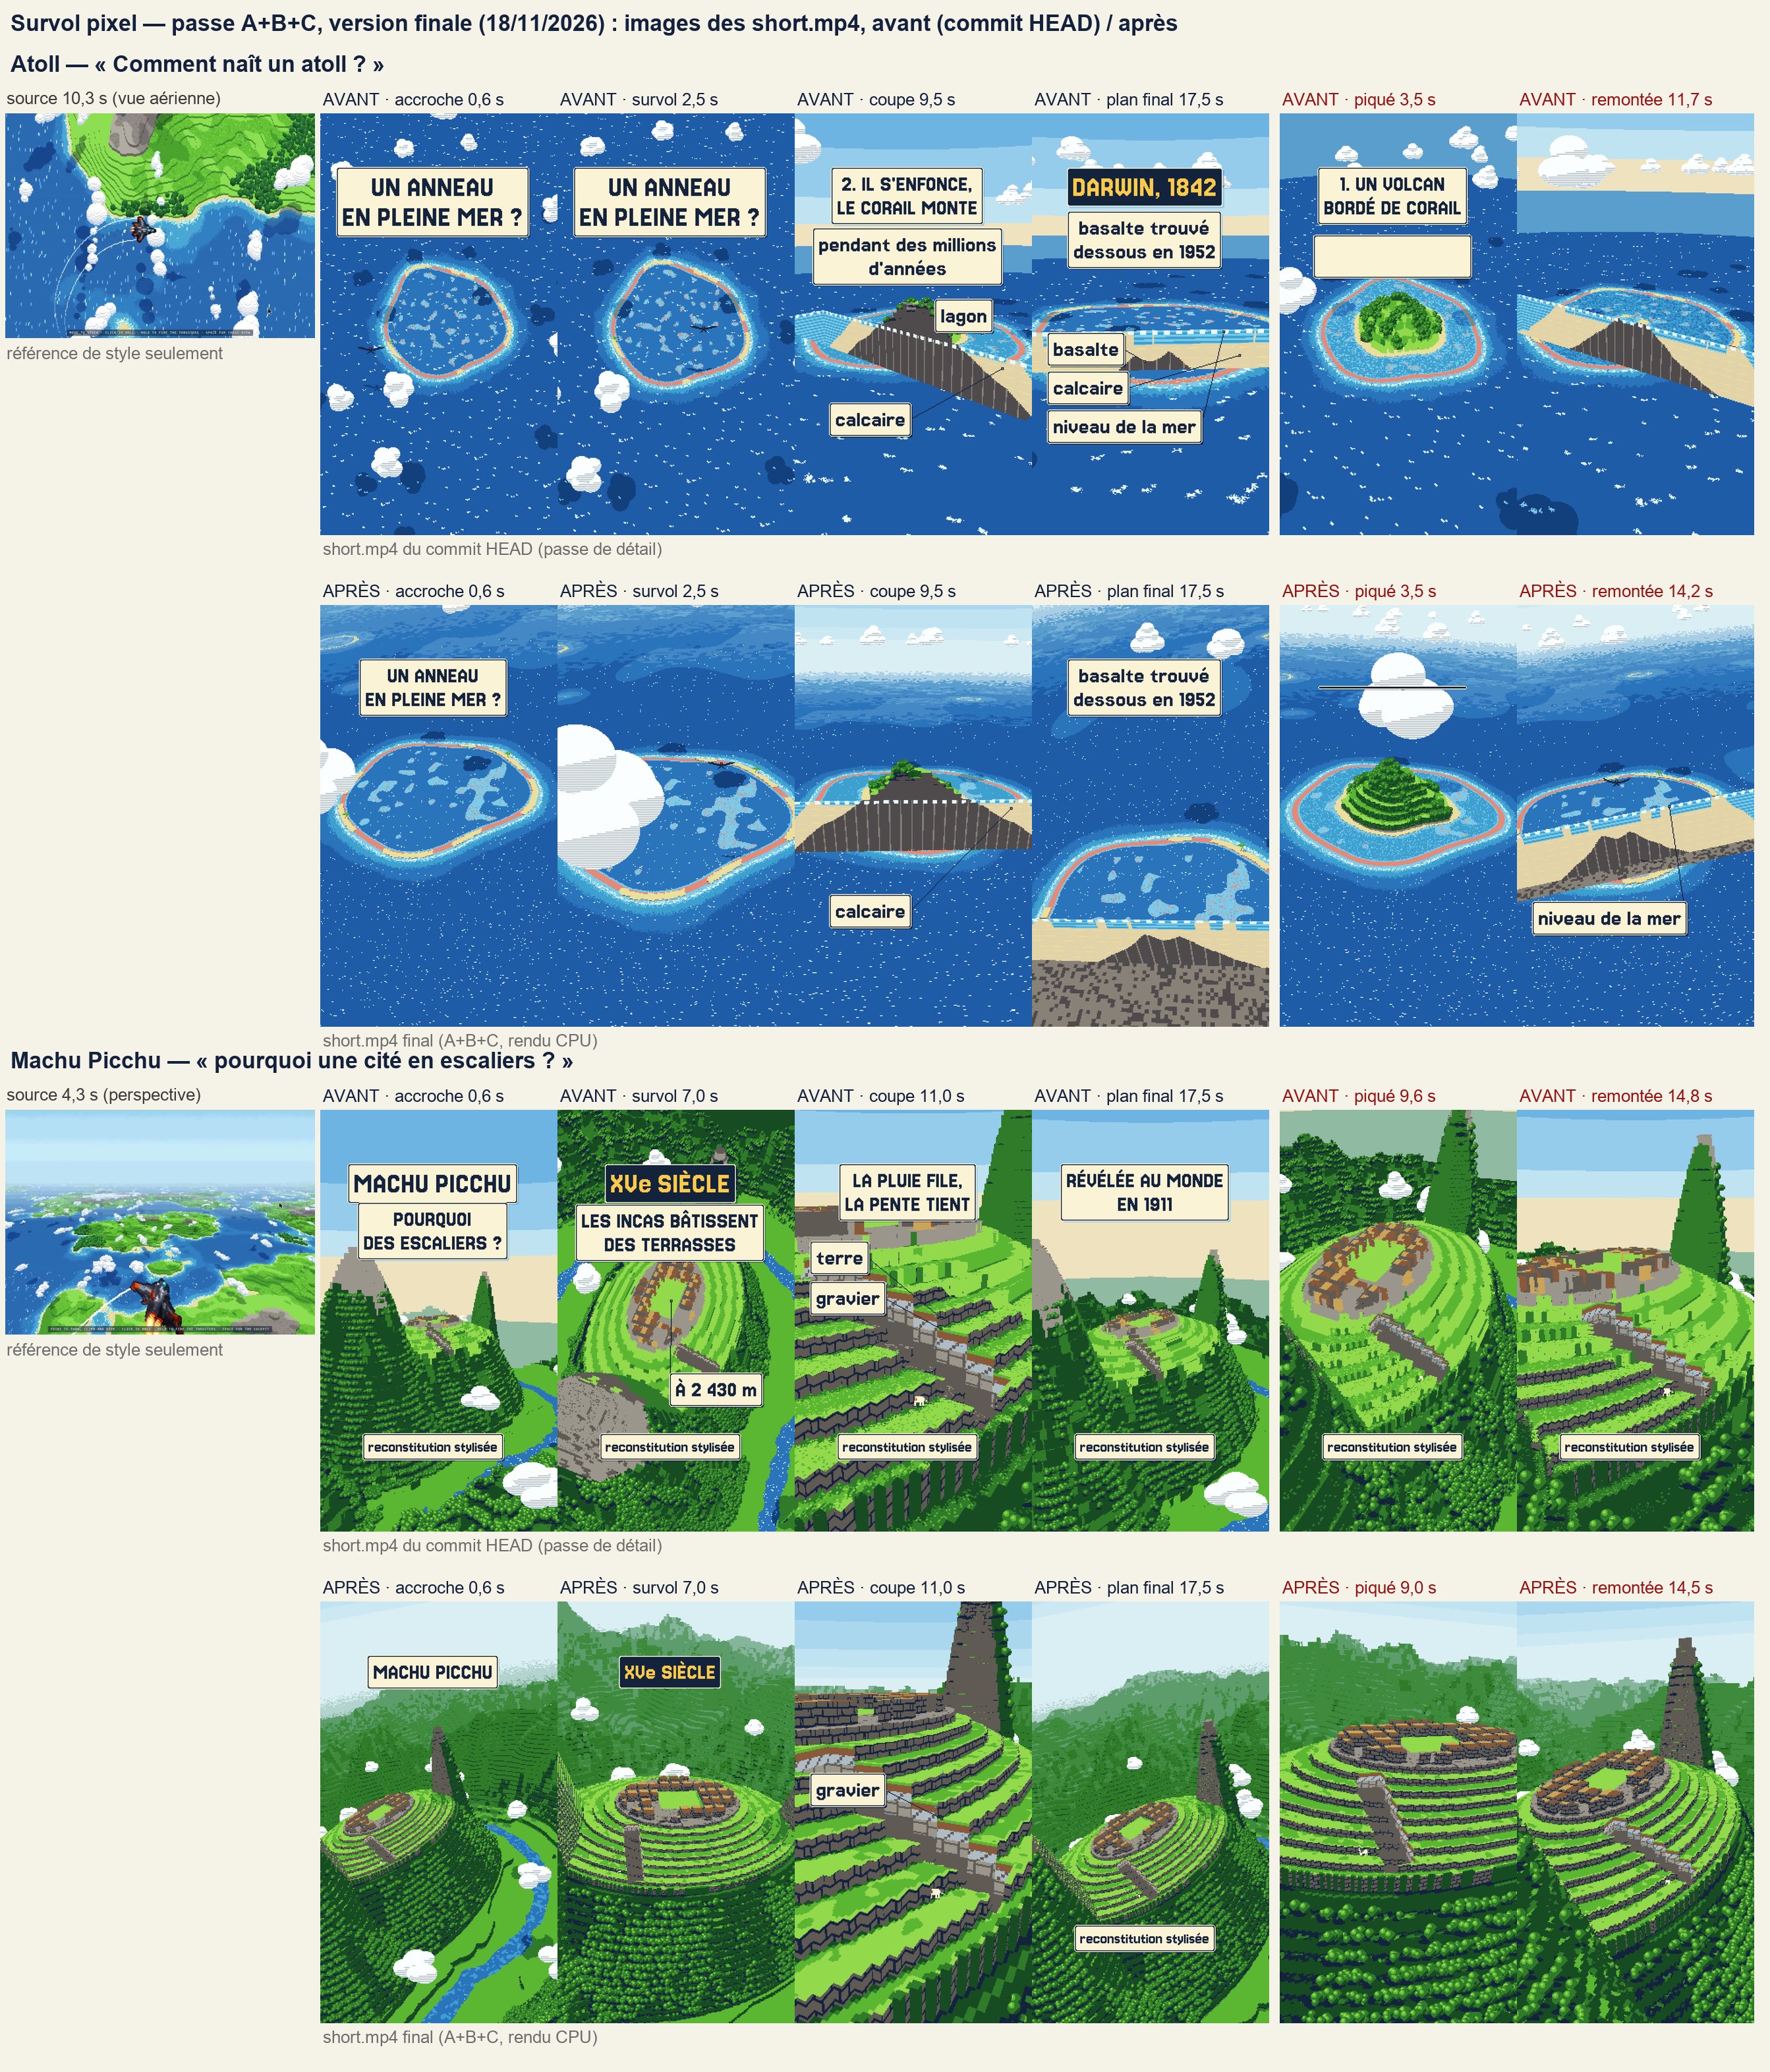 Survol pixel — passe A+B+C, version finale (18/11/2026) : images des short.mp4, avant (commit HEAD) / après
Atoll — « Comment naît un atoll ? »
source 10,3 s (vue aérienne)
référence de style seulement
AVANT · accroche 0,6 s
UN ANNEAU
EN PLEINE MER ?
AVANT · survol 2,5 s
UN ANNEAU
EN PLEINE MER ?
AVANT · coupe 9,5 s
2. IL S'ENFONCE,
LE CORAIL MONTE
pendant des millions
d'années
lagon
calcaire
AVANT · plan final 17,5 s
DARWIN, 1842
basalte trouvé
dessous en 1952
basalte
calcaire
niveau de la mer
AVANT · piqué 3,5 s
1. UN VOLCAN
BORDÉ DE CORAIL
AVANT · remontée 11,7 s
short.mp4 du commit HEAD (passe de détail)
APRÈS · accroche 0,6 s
UN ANNEAU
EN PLEINE MER ?
APRÈS · survol 2,5 s
APRÈS · coupe 9,5 s
calcaire
APRÈS · plan final 17,5 s
basalte trouvé
dessous en 1952
APRÈS · piqué 3,5 s
APRÈS · remontée 14,2 s
niveau de la mer
short.mp4 final (A+B+C, rendu CPU)
Machu Picchu — « pourquoi une cité en escaliers ? »
source 4,3 s (perspective)
référence de style seulement
AVANT · accroche 0,6 s
MACHU PICCHU
POURQUOI
DES ESCALIERS ?
reconstitution stylisée
AVANT · survol 7,0 s
XVe SIÈCLE
LES INCAS BÂTISSENT
DES TERRASSES
À 2 430 m
reconstitution stylisée
AVANT · coupe 11,0 s
LA PLUIE FILE,
LA PENTE TIENT
terre
gravier
reconstitution stylisée
AVANT · plan final 17,5 s
RÉVÉLÉE AU MONDE
EN 1911
reconstitution stylisée
AVANT · piqué 9,6 s
reconstitution stylisée
AVANT · remontée 14,8 s
reconstitution stylisée
short.mp4 du commit HEAD (passe de détail)
APRÈS · accroche 0,6 s
MACHU PICCHU
APRÈS · survol 7,0 s
XVe SIÈCLE
APRÈS · coupe 11,0 s
gravier
APRÈS · plan final 17,5 s
reconstitution stylisée
APRÈS · piqué 9,0 s
APRÈS · remontée 14,5 s
short.mp4 final (A+B+C, rendu CPU)